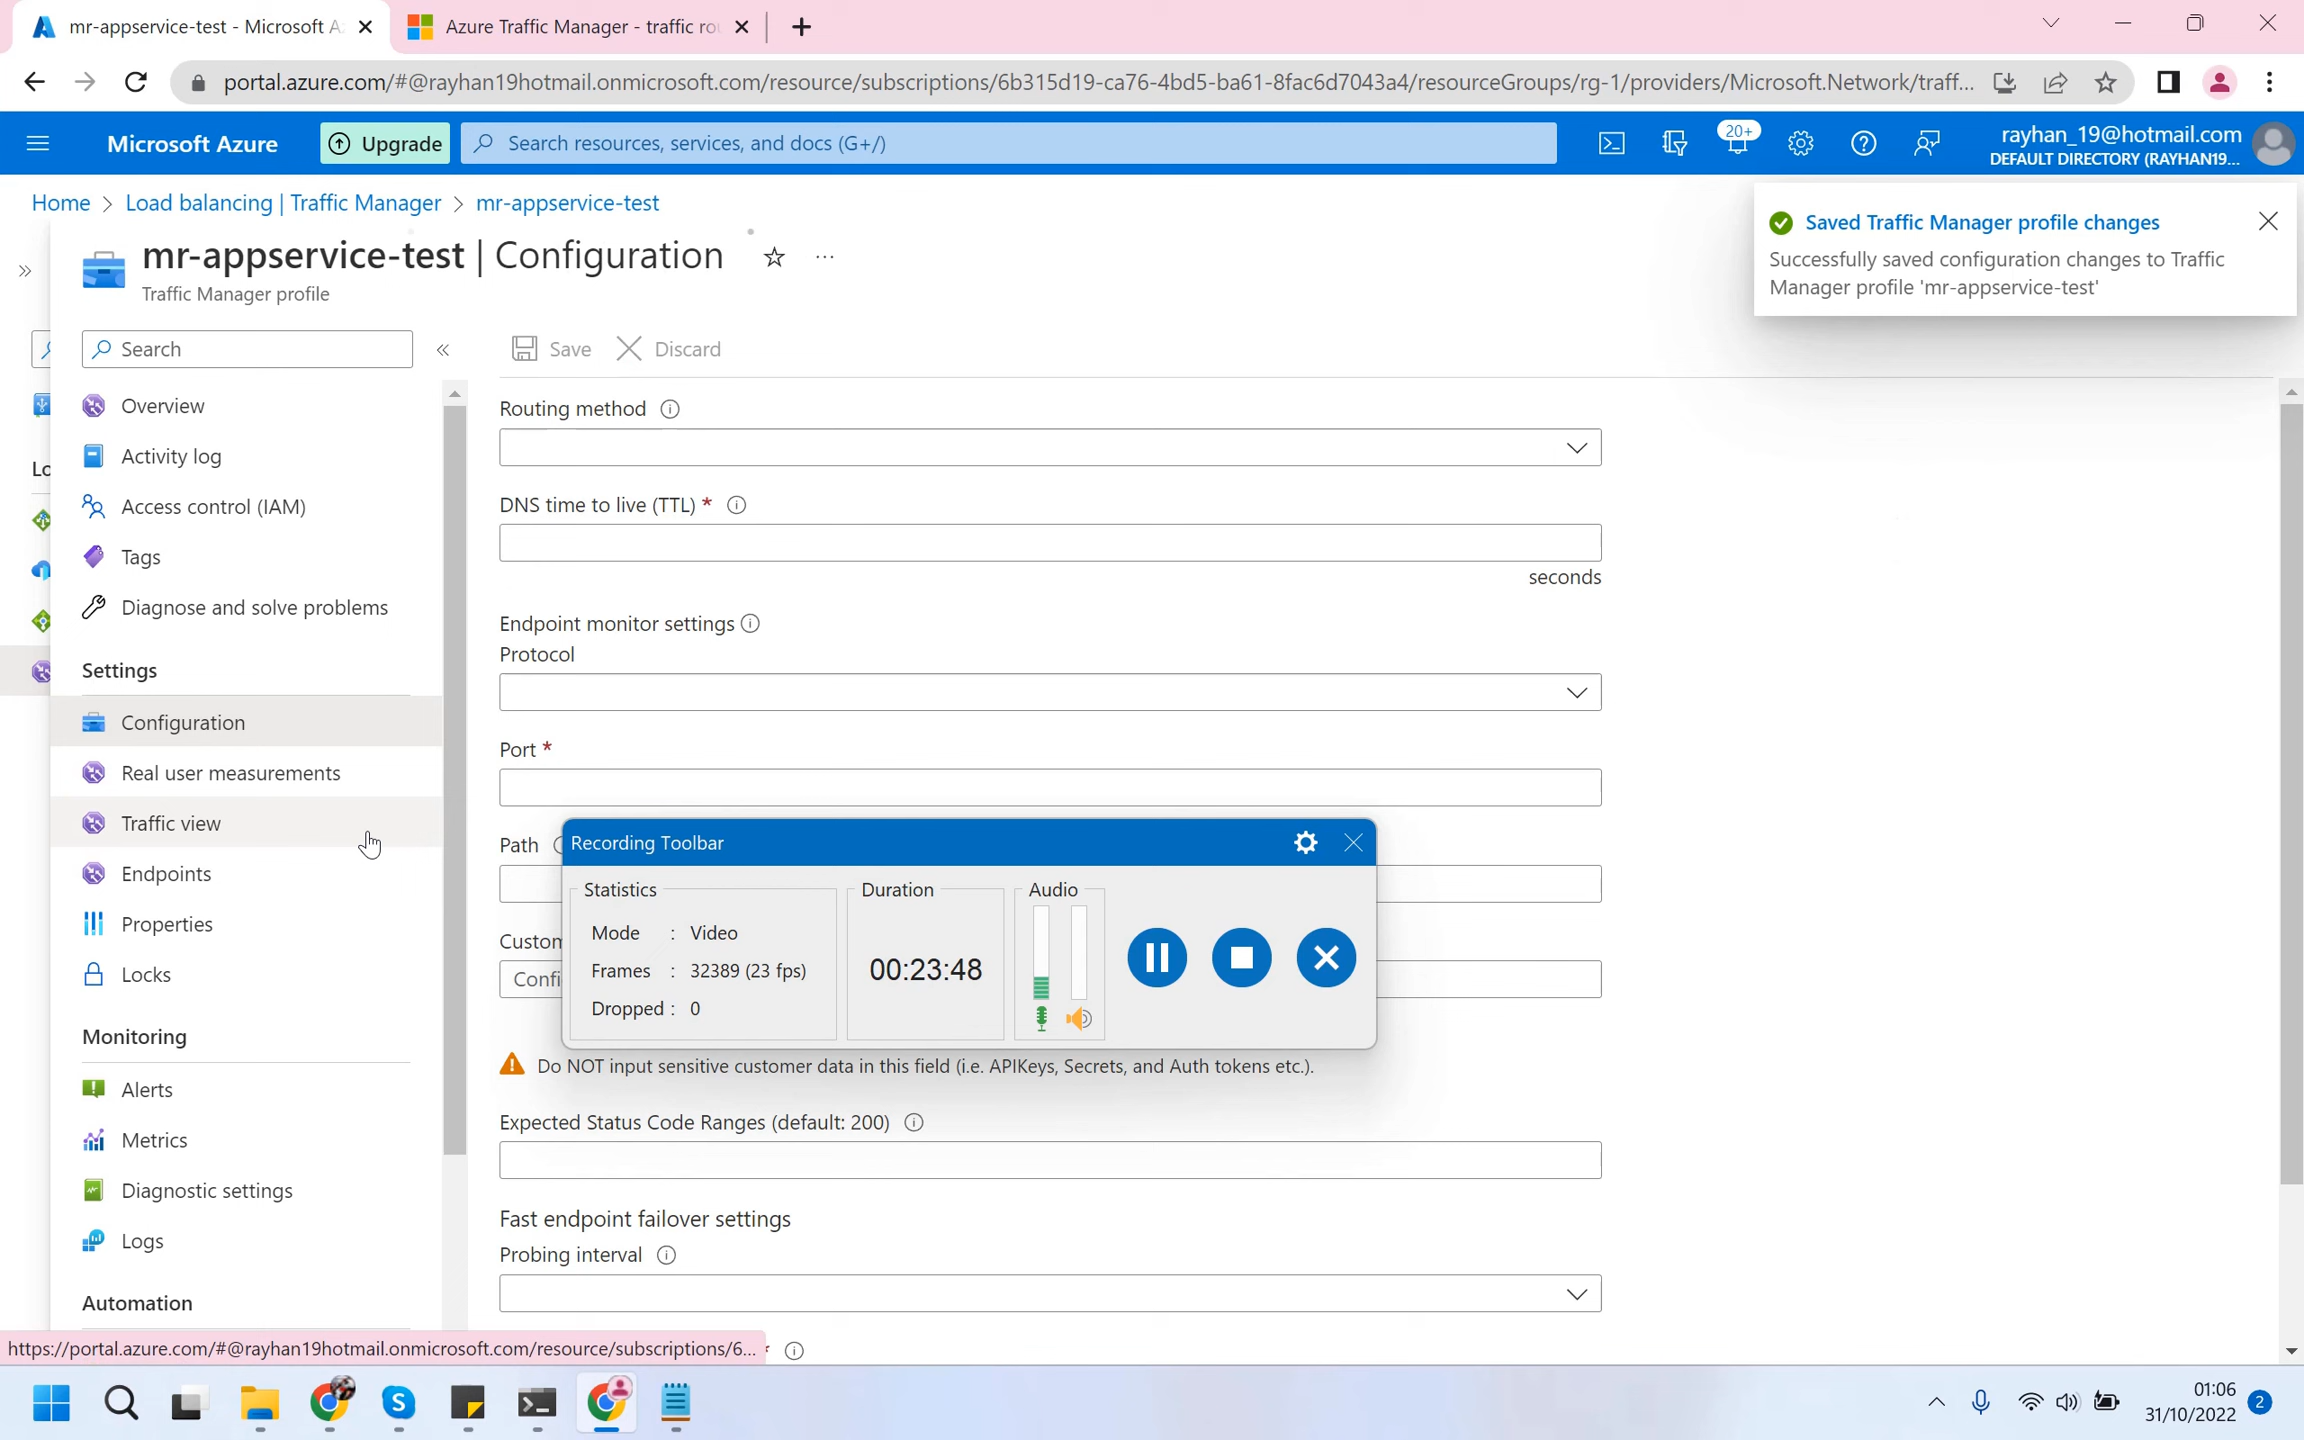 mr-appservice-test - Microsoft A
Azure Traffic Manager - traffic ro
portal.azure.com/#@rayhan19hotmail.onmicrosoft.com/resource/subscriptions/6b315d19-ca76-4bd5-ba61-8fac6d7043a4/resourceGroups/rg-1/providers/Microsoft.Network/traff...
Microsoft Azure
Upgrade
Search resources, services, and docs (G+/)
20+
rayhan_19@hotmail.com
DEFAULT DIRECTORY (RAYHAN19...
Home > Load balancing | Traffic Manager > mr-appservice-test
Saved Traffic Manager profile changes
Successfully saved configuration changes to Traffic
Manager profile 'mr-appservice-test'
mr-appservice-test | Configuration
Traffic Manager profile
Search
Save
Discard
Overview
Activity log
Access control (IAM)
Tags
Diagnose and solve problems
Lo
Settings
Configuration
Real user measurements
Traffic view
Endpoints
Properties
Locks
Monitoring
Alerts
Metrics
Diagnostic settings
Logs
Automation
Routing method
DNS time to live (TTL) *
seconds
Endpoint monitor settings
Protocol
Port *
Path
Custom
Confi
Recording Toolbar
Statistics
Mode : Video
Frames : 32389 (23 fps)
Dropped : 0
Duration
00:23:48
Audio
Do NOT input sensitive customer data in this field (i.e. APIKeys, Secrets, and Auth tokens etc.).
Expected Status Code Ranges (default: 200)
Fast endpoint failover settings
Probing interval
https://portal.azure.com/#@rayhan19hotmail.onmicrosoft.com/resource/subscriptions/6...
01:06
31/10/2022
2